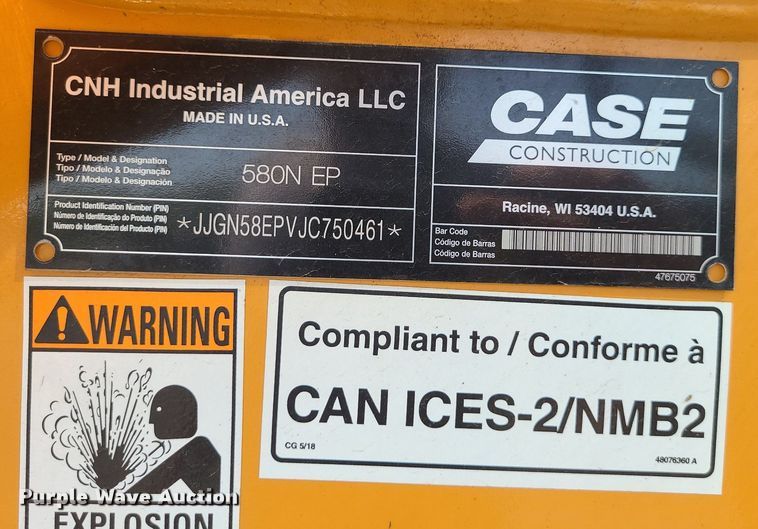 CNH Industrial America LLC
MADE IN U.S.A.
Type / Model & Designation
Tipo / Modelo & Designação
Tipo / Modelo & Designación
580N EP
Product Identification Number (PIN)
Número de Identificação do Produto (PIN)
Número de Identificación del Producto (PIN)
*JJGN58EPVJC750461*
CASE
CONSTRUCTION
Racine, WI 53404 U.S.A.
Bar Code
Código de Barras
Código de Barras
47675075
WARNING
EXPLOSION
Compliant to / Conforme à
CAN ICES-2/NMB2
CG 5/18
48076360 A
Purple Wave Auction